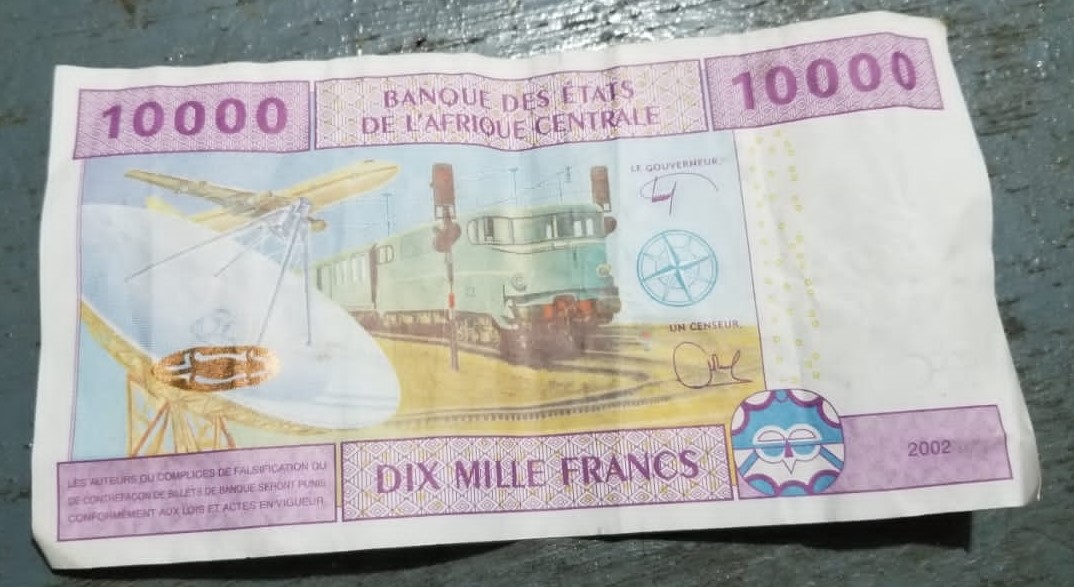 10000
BANQUE DES ÉTATS
DE L'AFRIQUE CENTRALE
10000
LE GOUVERNEUR,
UN CENSEUR,
LES AUTEURS OU COMPLICES DE FALSIFICATION OU
DE CONTREFAÇON DE BILLETS DE BANQUE SERONT PUNIS
CONFORMÉMENT AUX LOIS ET ACTES EN VIGUEUR.
DIX MILLE FRANCS
2002